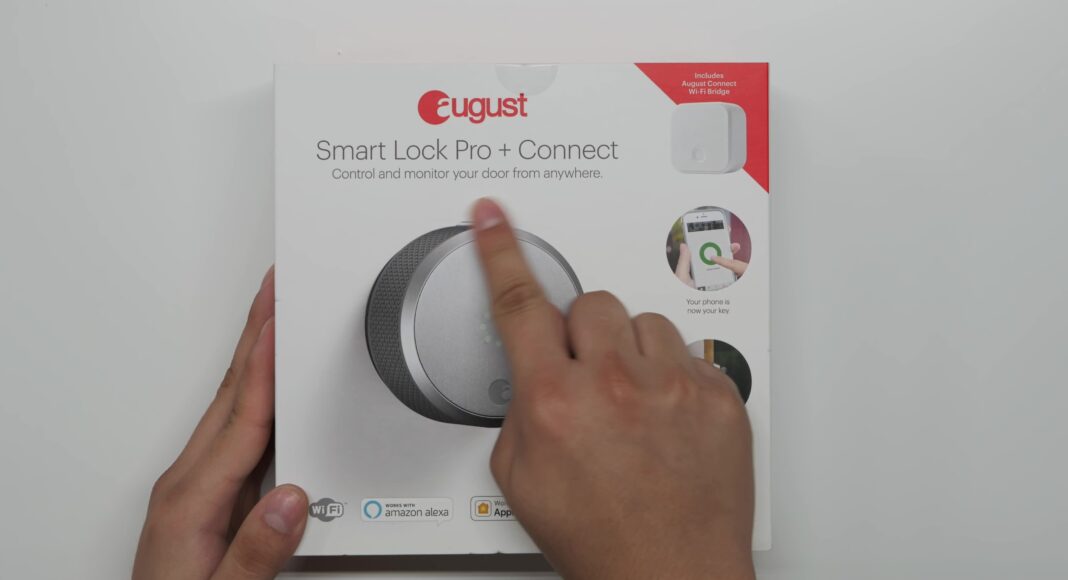 august
Smart Lock Pro + Connect
Control and monitor your door from anywhere.
Includes
August Connect
Wi-Fi Bridge
Your phone is
now your key.
WiFi
WORKS WITH
amazon alexa